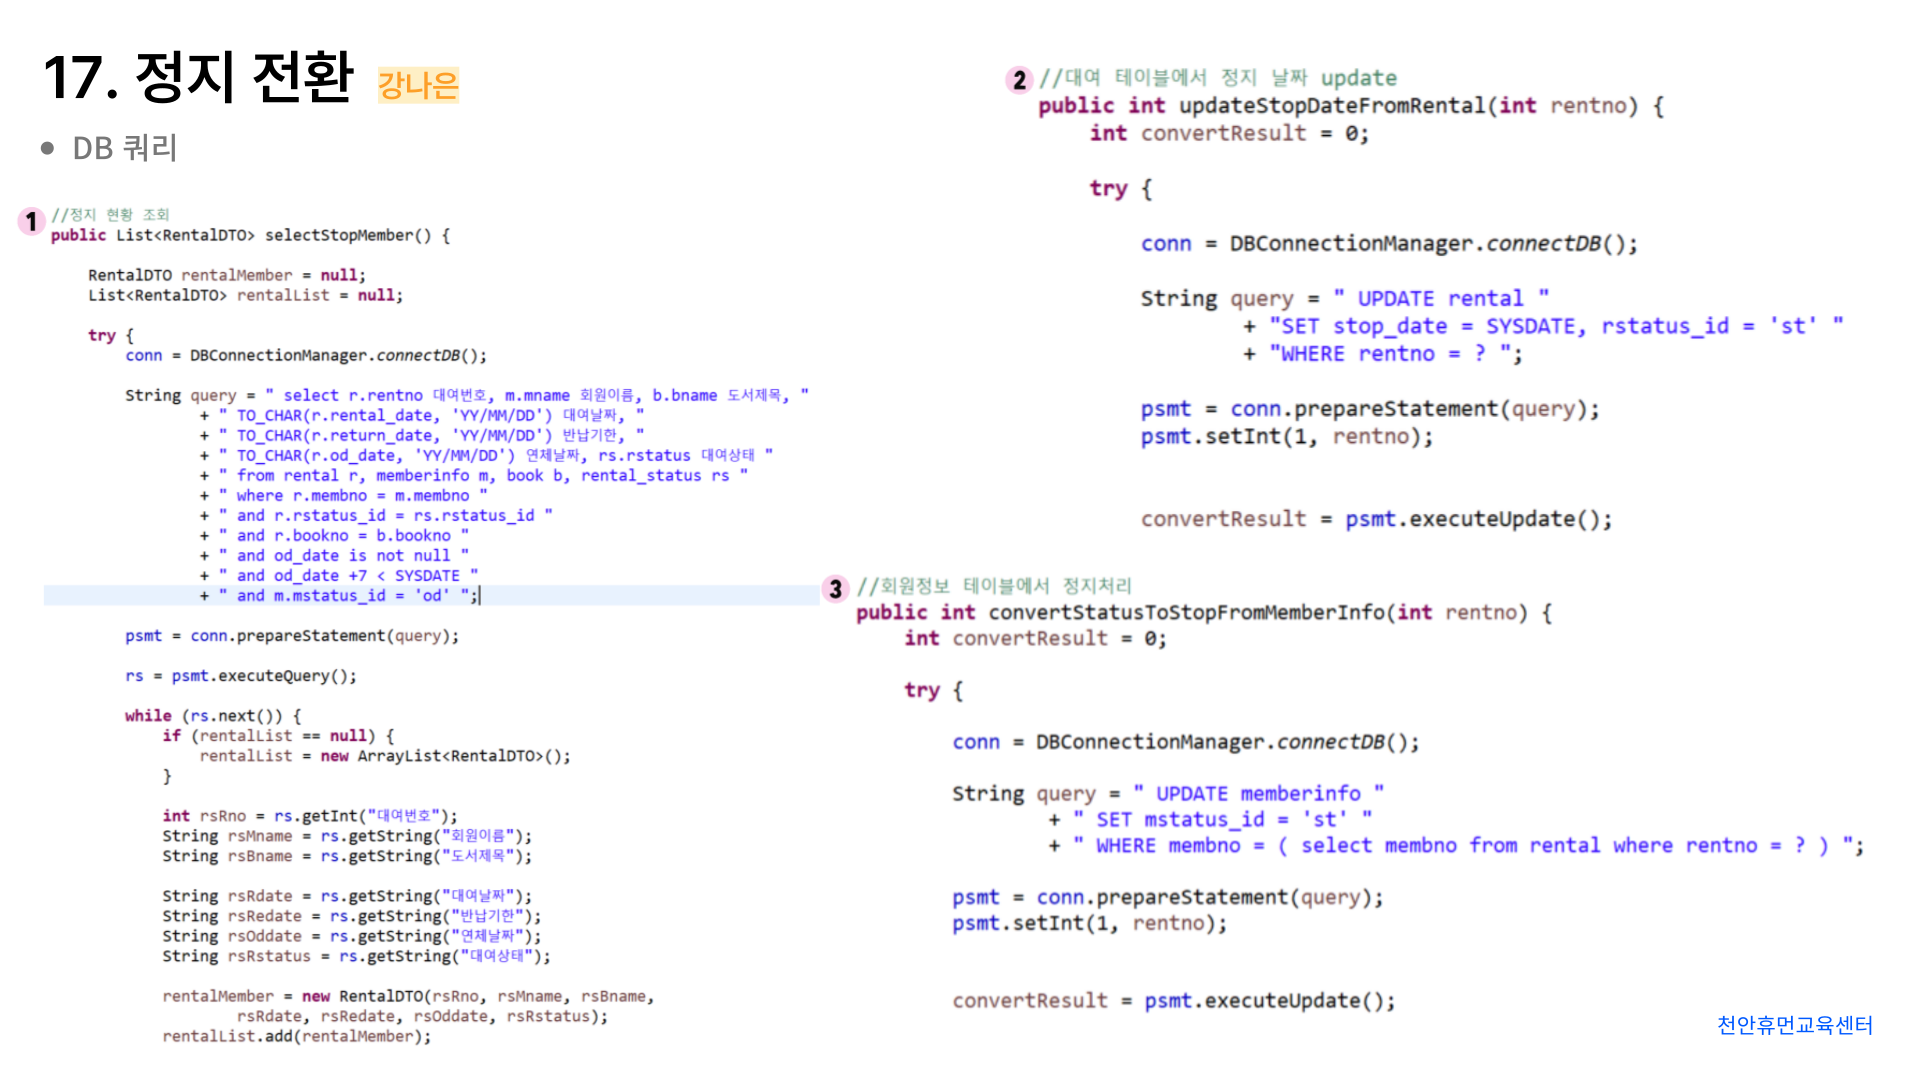 17. 정지 전환 강나은
• DB 쿼리
1 //정지 현황 조회
public List<RentalDTO> selectStopMember() {
RentalDTO rentalMember = null;
List<RentalDTO> rentalList = null;
try {
conn = DBConnectionManager.connectDB();
String query = " select r.rentno 대여번호, m.mname 회원이름, b.bname 도서제목, "
+ " TO_CHAR(r.rental_date, 'YY/MM/DD') 대여날짜, "
+ " TO_CHAR(r.return_date, 'YY/MM/DD') 반납기한, "
+ " TO_CHAR(r.od_date, 'YY/MM/DD') 연체날짜, rs.rstatus 대여상태 "
+ " from rental r, memberinfo m, book b, rental_status rs "
+ " where r.membno = m.membno "
+ " and r.rstatus_id = rs.rstatus_id "
+ " and r.bookno = b.bookno "
+ " and od_date is not null "
+ " and od_date +7 < SYSDATE "
+ " and m.mstatus_id = 'od' ";
psmt = conn.prepareStatement(query);
rs = psmt.executeQuery();
while (rs.next()) {
if (rentalList == null) {
rentalList = new ArrayList<RentalDTO>();
}
int rsRno = rs.getInt("대여번호");
String rsMname = rs.getString("회원이름");
String rsBname = rs.getString("도서제목");
String rsRdate = rs.getString("대여날짜");
String rsRedate = rs.getString("반납기한");
String rsOddate = rs.getString("연체날짜");
String rsRstatus = rs.getString("대여상태");
rentalMember = new RentalDTO(rsRno, rsMname, rsBname,
rsRdate, rsRedate, rsOddate, rsRstatus);
rentalList.add(rentalMember);
2 //대여 테이블에서 정지 날짜 update
public int updateStopDateFromRental(int rentno) {
int convertResult = 0;
try {
conn = DBConnectionManager.connectDB();
String query = " UPDATE rental "
+ "SET stop_date = SYSDATE, rstatus_id = 'st' "
+ "WHERE rentno = ? ";
psmt = conn.prepareStatement(query);
psmt.setInt(1, rentno);
convertResult = psmt.executeUpdate();
3 //회원정보 테이블에서 정지처리
public int convertStatusToStopFromMemberInfo(int rentno) {
int convertResult = 0;
try {
conn = DBConnectionManager.connectDB();
String query = " UPDATE memberinfo "
+ " SET mstatus_id = 'st' "
+ " WHERE membno = ( select membno from rental where rentno = ? ) ";
psmt = conn.prepareStatement(query);
psmt.setInt(1, rentno);
convertResult = psmt.executeUpdate();
천안휴먼교육센터